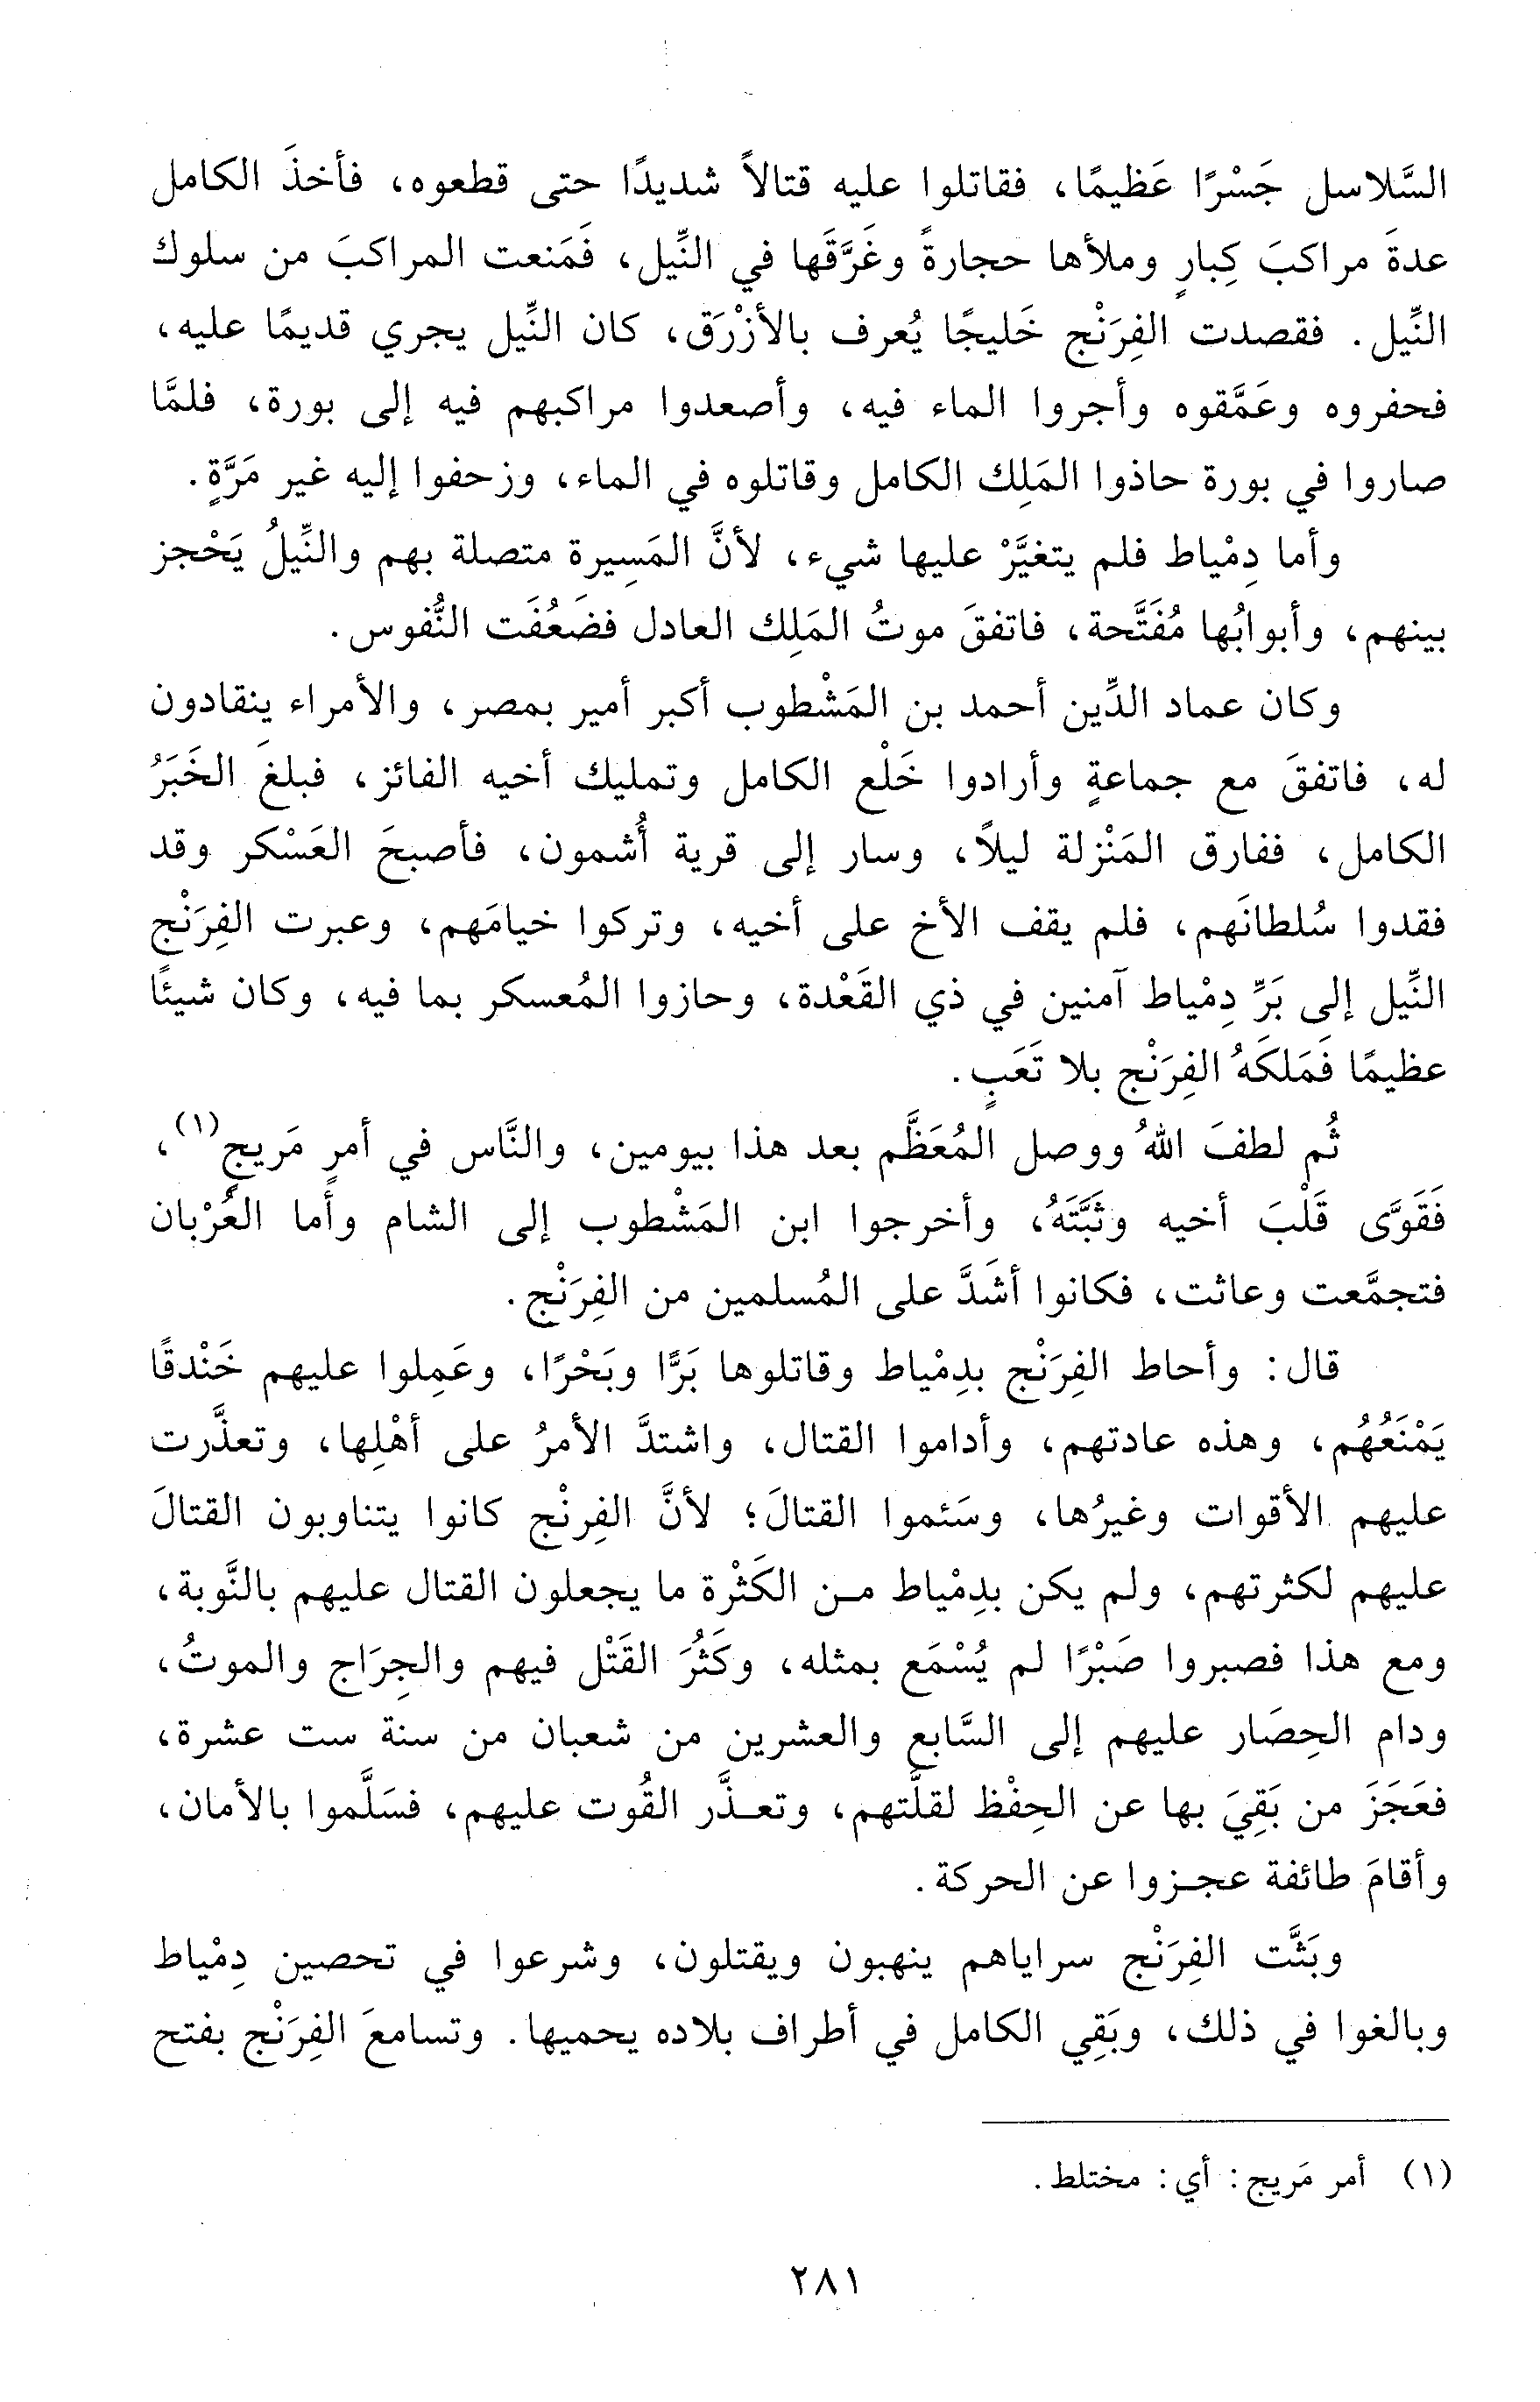 السَّلاسل جَسْرًا عَظيمًا، فقاتلوا عليه قتالاً شديدًا حتى قطعوه، فأخذَ الكامل
عدةَ مراكبَ كِبارٍ وملأها حجارةً وغَرَّقَها في النِّيل، فَمَنعت المراكبَ من سلوك
النِّيل. فقصدت الفِرَنْج خَليجًا يُعرف بالأزْرَق، كان النِّيل يجري قديمًا عليه،
فحفروه وعَمَّقوه وأجروا الماء فيه، وأصعدوا مراكبهم فيه إلى بورة، فلمَّا
صاروا في بورة حاذوا المَلِك الكامل وقاتلوه في الماء، وزحفوا إليه غير مَرَّةٍ.
وأما دِمْياط فلم يتغيَّرْ عليها شيء، لأنَّ المَسِيرة متصلة بهم والنِّيلُ يَحْجز
بينهم، وأبوابُها مُفَتَّحة، فاتفقَ موتُ المَلِك العادل فضَعُفَت النُّفوس.
وكان عماد الدِّين أحمد بن المَشْطوب أكبر أمير بمصر، والأمراء ينقادون
له، فاتفقَ مع جماعةٍ وأرادوا خَلْع الكامل وتمليك أخيه الفائز، فبلغَ الخَبَرُ
الكامل، ففارق المَنْزلة ليلاً، وسار إلى قرية أُشمون، فأصبحَ العَسْكر وقد
فقدوا سُلطانَهم، فلم يقف الأخ على أخيه، وتركوا خيامَهم، وعبرت الفِرَنْج
النِّيل إلى بَرِّ دِمْياط آمنين في ذي القَعْدة، وحازوا المُعسكر بما فيه، وكان شيئًا
عظيمًا فَمَلكَهُ الفِرَنْج بلا تَعَبٍ.
ثُم لطفَ اللهُ ووصل المُعَظَّم بعد هذا بيومين، والنَّاس في أمرٍ مَريجٍ(١)،
فَقَوَّى قَلْبَ أخيه وثَبَّتَهُ، وأخرجوا ابن المَشْطوب إلى الشام وأما العُرْبان
فتجمَّعت وعاثت، فكانوا أشَدَّ على المُسلمين من الفِرَنْج.
قال: وأحاط الفِرَنْج بدِمْياط وقاتلوها بَرًّا وبَحْرًا، وعَمِلوا عليهم خَنْدقًا
يَمْنَعُهُم، وهذه عادتهم، وأداموا القتال، واشتدَّ الأمرُ على أهْلِها، وتعذَّرت
عليهم الأقوات وغيرُها، وسَئموا القتالَ؛ لأنَّ الفِرنْج كانوا يتناوبون القتالَ
عليهم لكثرتهم، ولم يكن بدِمْياط من الكَثْرة ما يجعلون القتال عليهم بالنَّوبة،
ومع هذا فصبروا صَبْرًا لم يُسْمَع بمثله، وكَثُرَ القَتْل فيهم والجِرَاج والموتُ،
ودام الحِصَار عليهم إلى السَّابع والعشرين من شعبان من سنة ست عشرة،
فعَجَزَ من بَقِيَ بها عن الحِفْظ لقلَّتهم، وتعذَّر القُوت عليهم، فسَلَّموا بالأمان،
وأقامَ طائفة عجزوا عن الحركة.
وبَثَّت الفِرَنْج سراياهم ينهبون ويقتلون، وشرعوا في تحصين دِمْياط
وبالغوا في ذلك، وبَقِي الكامل في أطراف بلاده يحميها. وتسامعَ الفِرَنْج بفتح
(١) أمر مَريج: أي: مختلط.
٢٨١